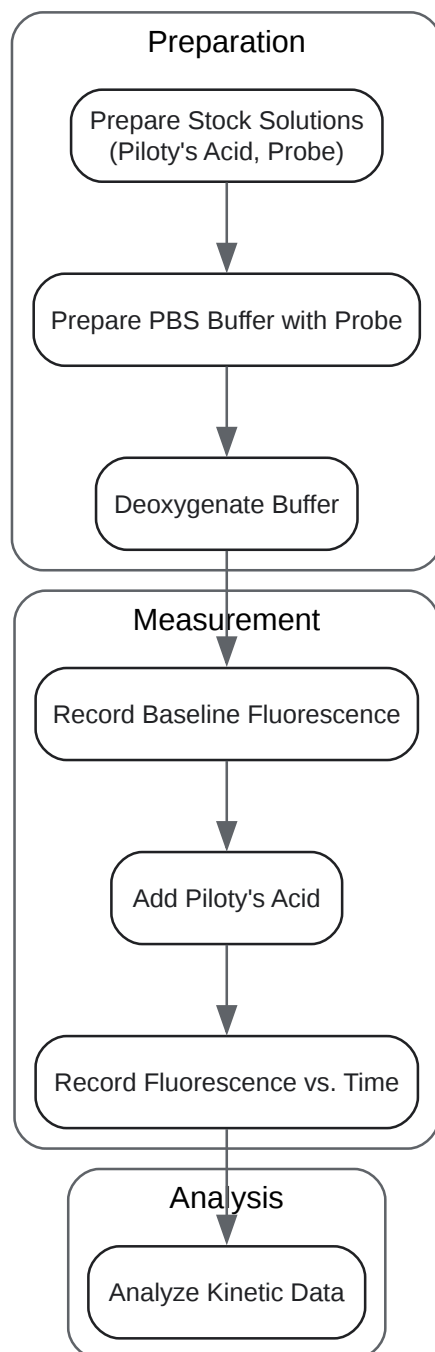 Preparation
Prepare Stock Solutions
(Piloty's Acid, Probe)
Prepare PBS Buffer with Probe
Deoxygenate Buffer
Measurement
Record Baseline Fluorescence
Add Piloty's Acid
Record Fluorescence vs. Time
Analysis
Analyze Kinetic Data